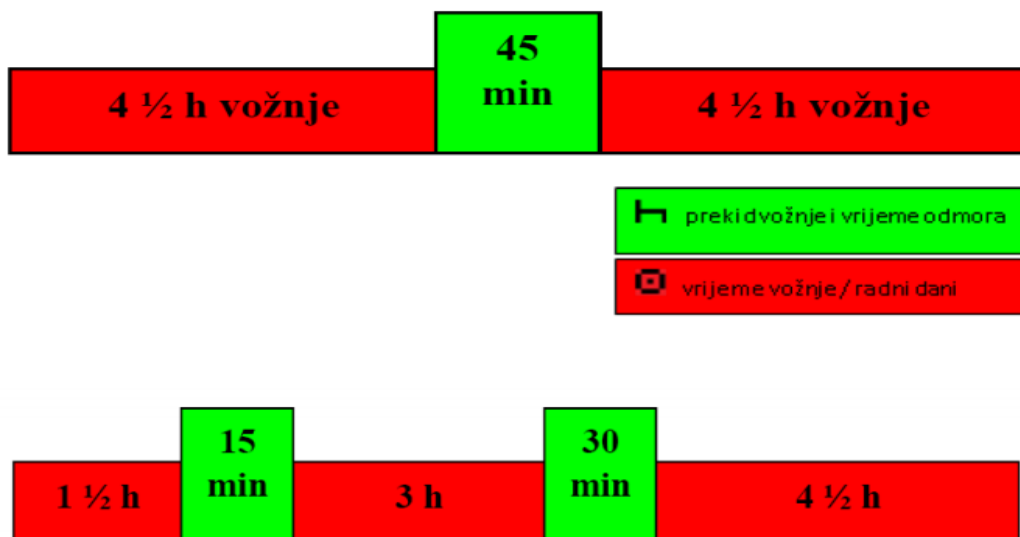 45
min
4 ½ h vožnje
4 ½ h vožnje
prekid vožnje i vrijeme odmora
vrijeme vožnje / radni dani
15
min
30
min
1 ½ h
3 h
4 ½ h